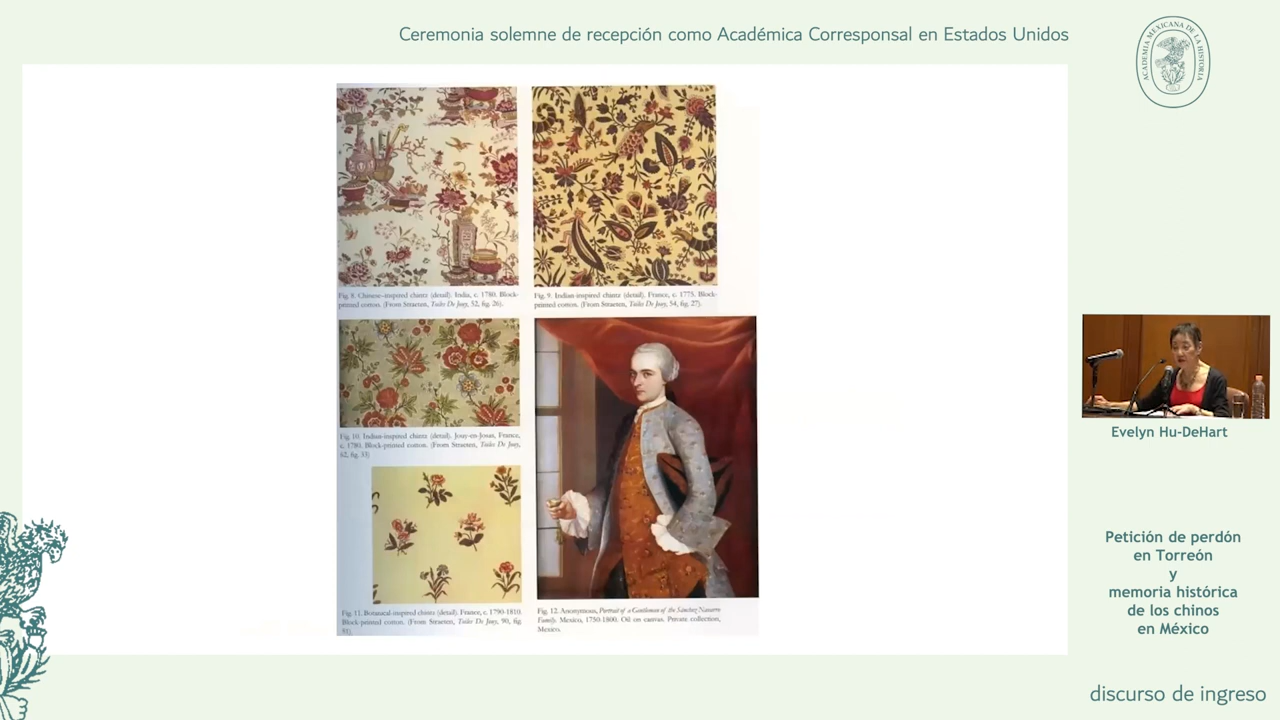 Ceremonia solemne de recepción como Académica Corresponsal en Estados Unidos
ACADEMIA MEXICANA DE LA HISTORIA
Fig. 8. Chinese-inspired chintz (detail). India, c. 1780. Block-
printed cotton. (From Straeten, Toiles De Jouy, 52, fig. 26).
Fig. 9. Indian-inspired chintz (detail). France, c. 1775. Block-
printed cotton. (From Straeten, Toiles De Jouy, 54, fig. 27).
Fig. 10. Indian-inspired chintz (detail). Jouy-en-Josas, France,
c. 1780. Block-printed cotton. (From Straeten, Toiles De Jouy,
62, fig. 33)
Fig. 11. Botanical-inspired chintz (detail). France, c. 1790-1810.
Block-printed cotton. (From Straeten, Toiles De Jouy, 90, fig.
91).
Fig. 12. Anonymous, Portrait of a Gentleman of the Sánchez Navarro
Family. Mexico, 1750-1800. Oil on canvas. Private collection,
Mexico.
Evelyn Hu-DeHart
Petición de perdón
en Torreón
y
memoria histórica
de los chinos
en México
discurso de ingreso